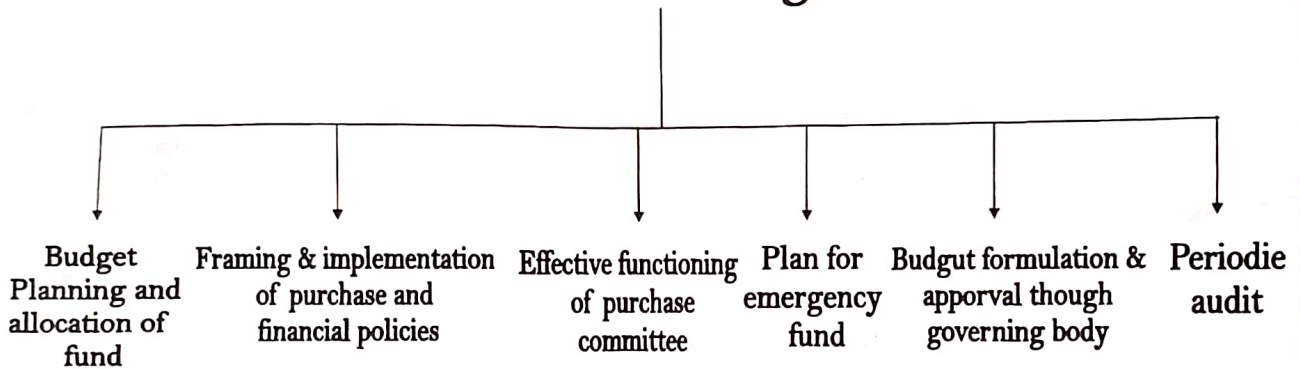 Budget
Planning and
allocation of
fund
Framing & implementation
of purchase and
financial policies
Effective functioning
of purchase
committee
Plan for
emergency
fund
Budgut formulation &
apporval though
governing body
Periodie
audit